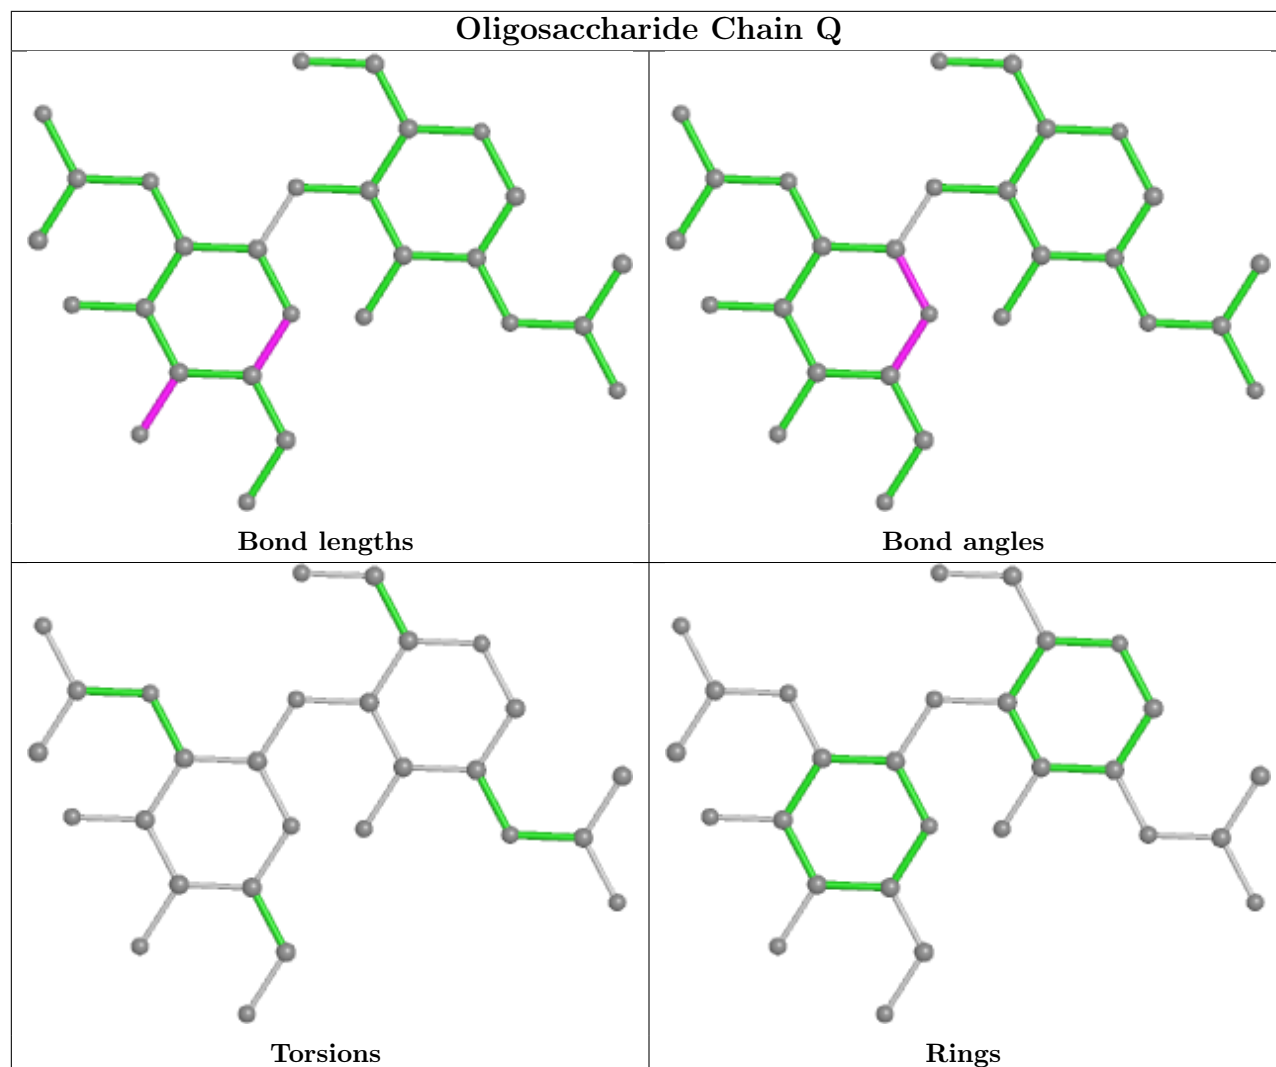 Oligosaccharide Chain Q
Bond lengths
Bond angles
Torsions
Rings